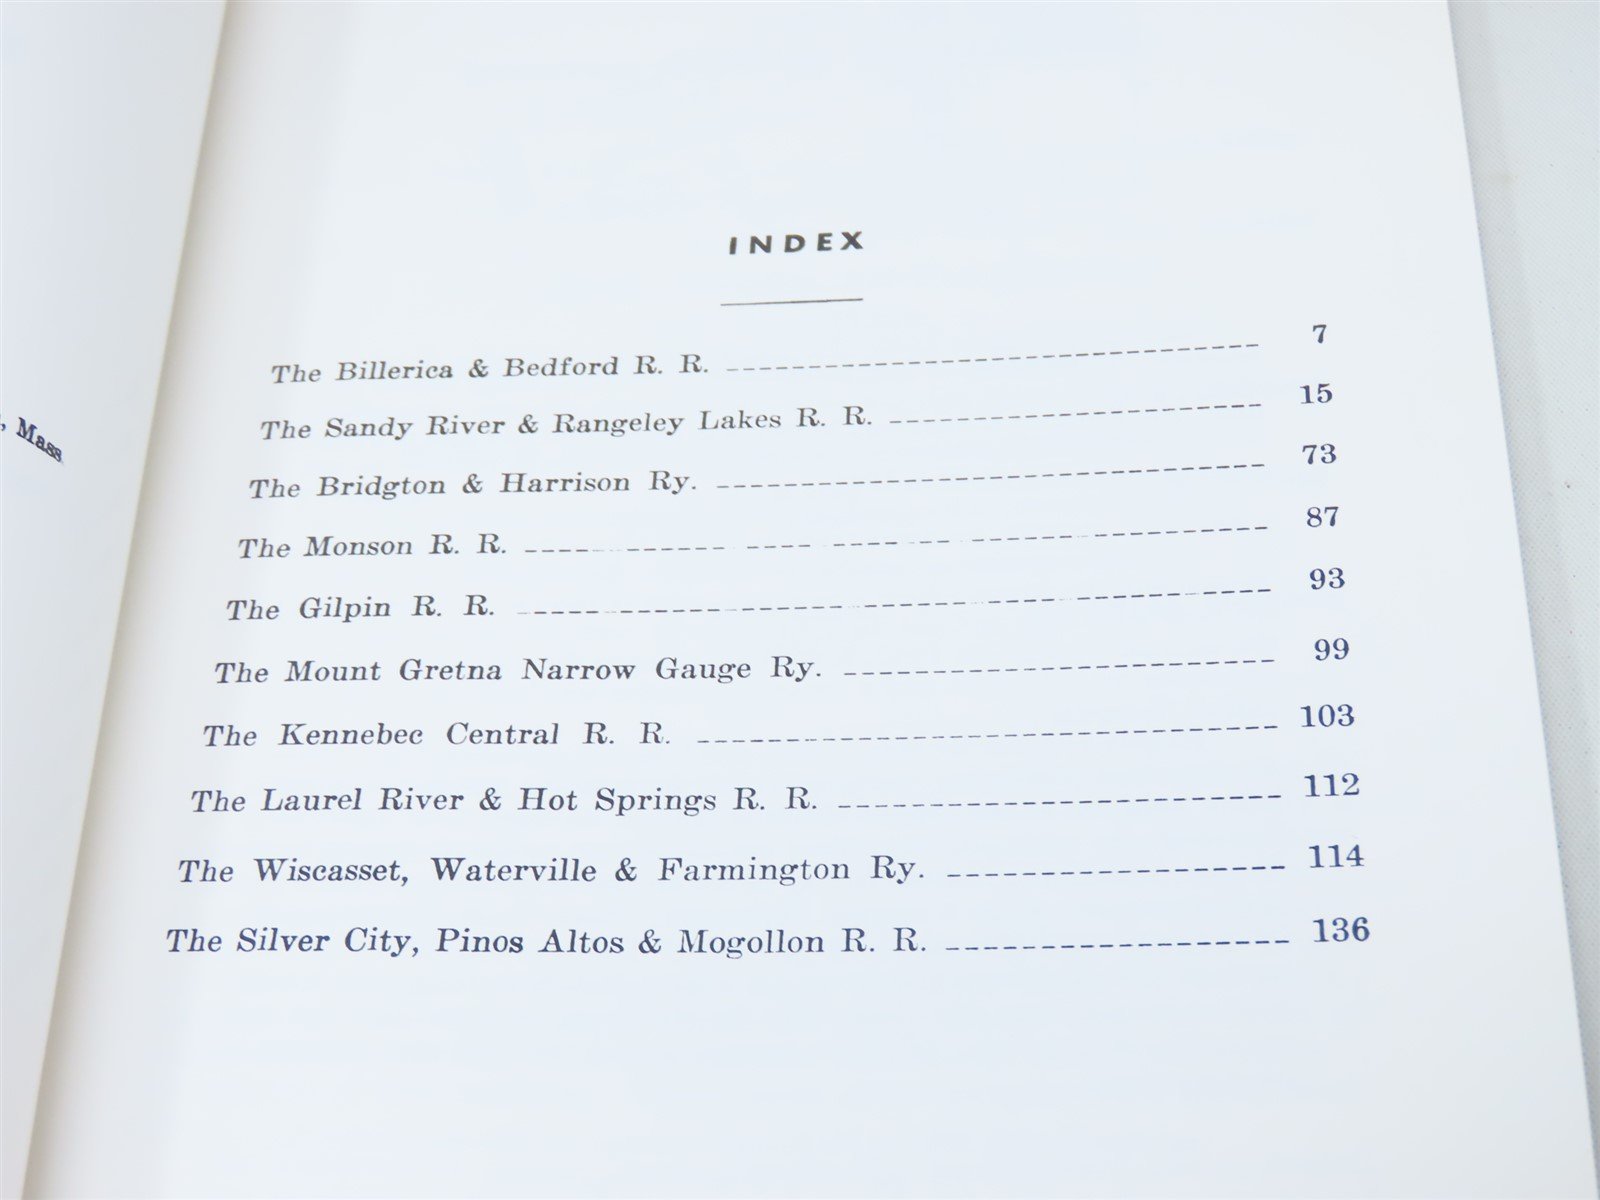 , Mass
INDEX
The Billerica & Bedford R. R. 7
The Sandy River & Rangeley Lakes R. R. 15
The Bridgton & Harrison Ry. 73
The Monson R. R. 87
The Gilpin R. R. 93
The Mount Gretna Narrow Gauge Ry. 99
The Kennebec Central R. R. 103
The Laurel River & Hot Springs R. R. 112
The Wiscasset, Waterville & Farmington Ry. 114
The Silver City, Pinos Altos & Mogollon R. R. 136